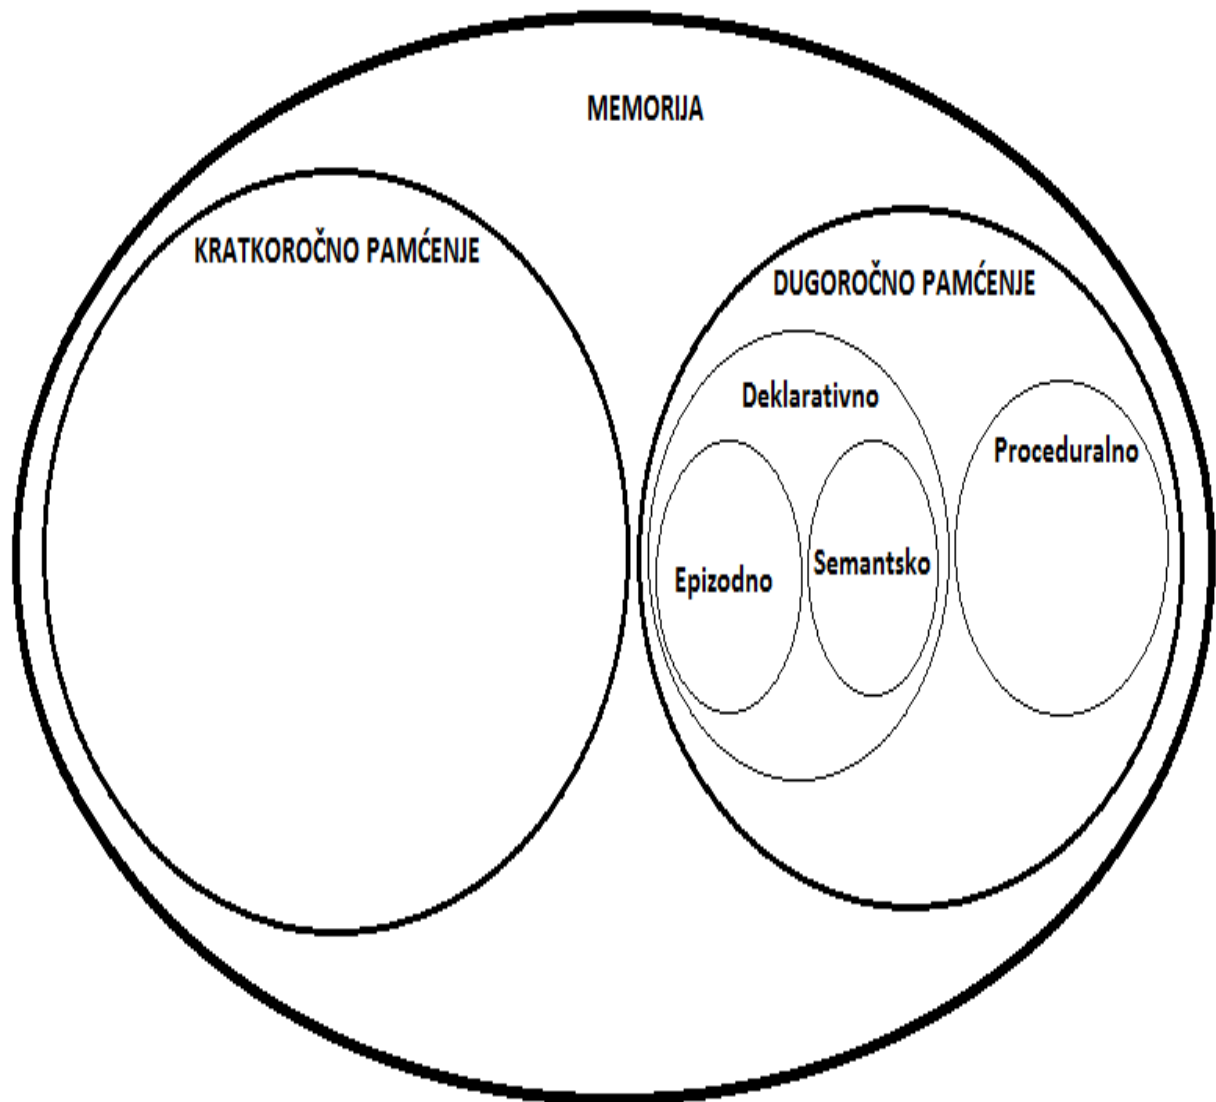 MEMORIJA
KRATKOROČNO PAMĆENJE
DUGOROČNO PAMĆENJE
Deklarativno
Proceduralno
Epizodno
Semantsko